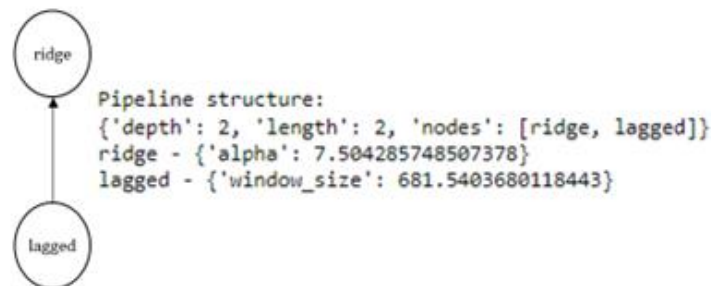 ridge
Pipeline structure:
{'depth': 2, 'length': 2, 'nodes': [ridge, lagged]}
ridge - {'alpha': 7.504285748507378}
lagged - {'window_size': 681.5403680118443}
lagged